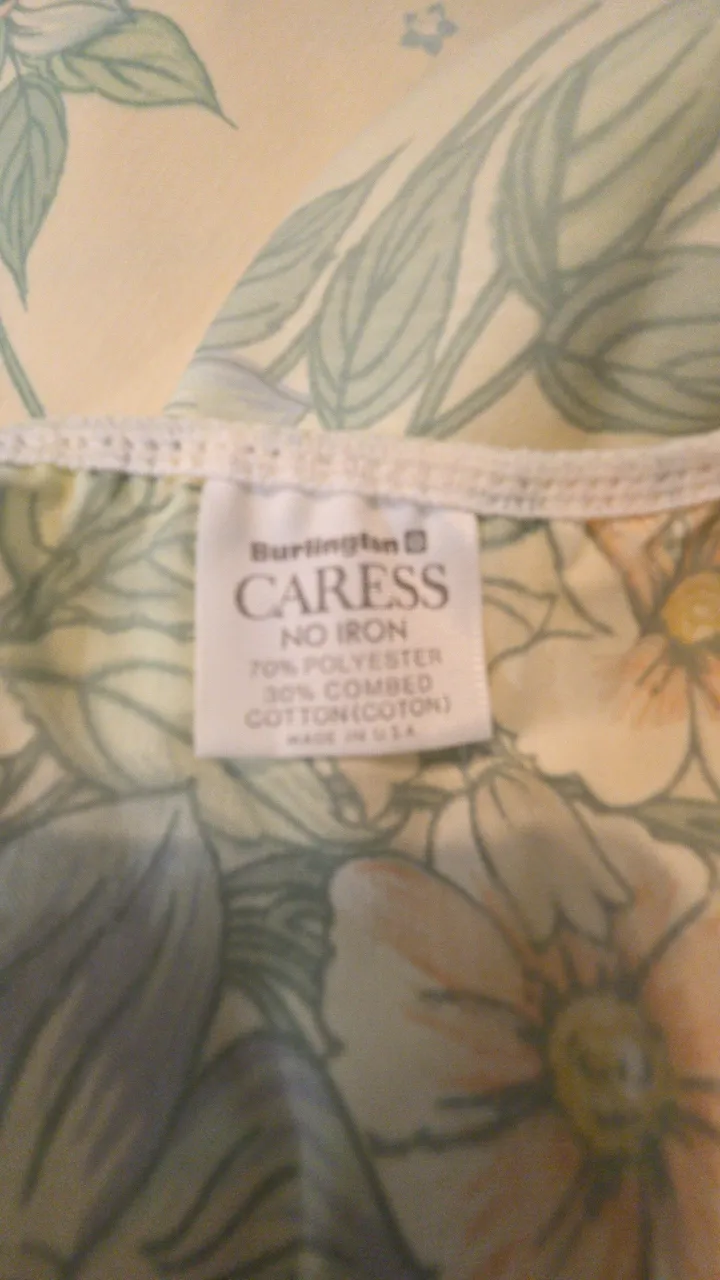 Burlington
CARESS
NO IRON
70% POLYESTER
30% COMBED
COTTON(COTON)
MADE IN U.S.A.